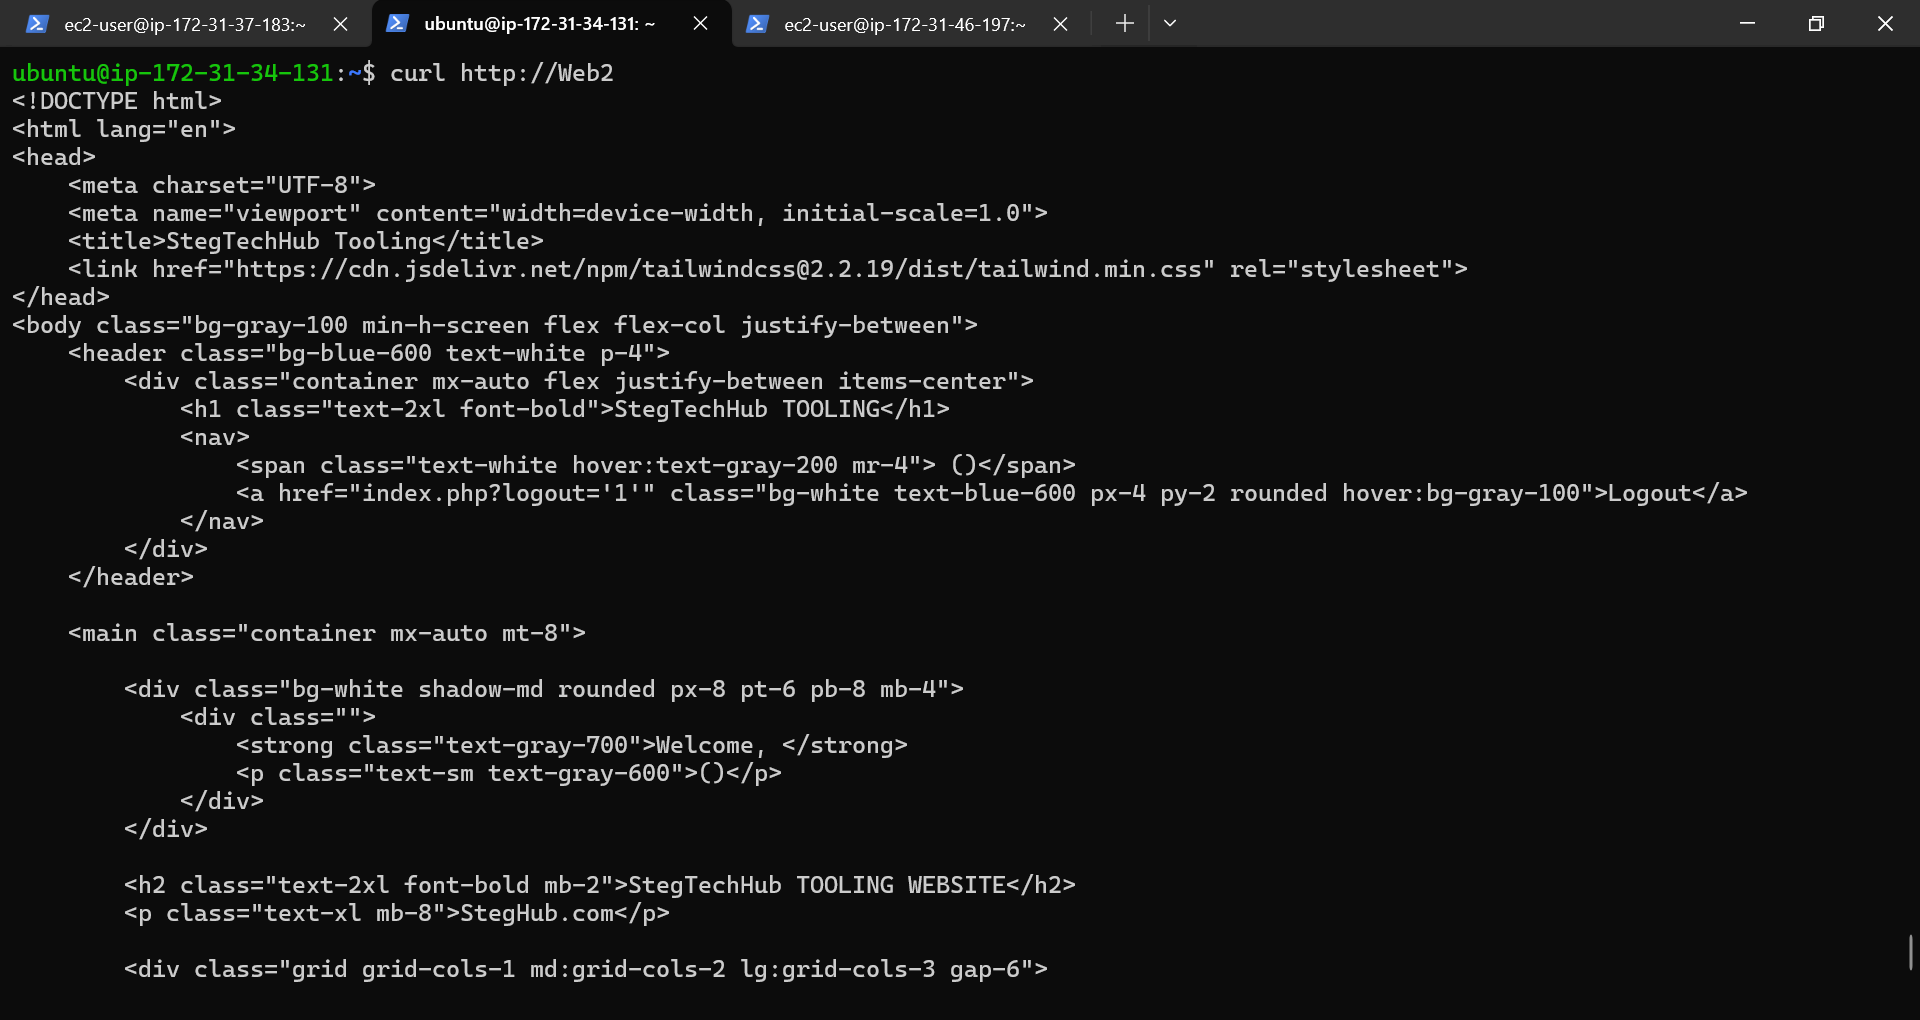 ec2-user@ip-172-31-37-183:~ ubuntu@ip-172-31-34-131: ~ ec2-user@ip-172-31-46-197:~
ubuntu@ip-172-31-34-131:~$ curl http://Web2
<!DOCTYPE html>
<html lang="en">
<head>
    <meta charset="UTF-8">
    <meta name="viewport" content="width=device-width, initial-scale=1.0">
    <title>StegTechHub Tooling</title>
    <link href="https://cdn.jsdelivr.net/npm/tailwindcss@2.2.19/dist/tailwind.min.css" rel="stylesheet">
</head>
<body class="bg-gray-100 min-h-screen flex flex-col justify-between">
    <header class="bg-blue-600 text-white p-4">
        <div class="container mx-auto flex justify-between items-center">
            <h1 class="text-2xl font-bold">StegTechHub TOOLING</h1>
            <nav>
                <span class="text-white hover:text-gray-200 mr-4"> ()</span>
                <a href="index.php?logout='1'" class="bg-white text-blue-600 px-4 py-2 rounded hover:bg-gray-100">Logout</a>
            </nav>
        </div>
    </header>
    <main class="container mx-auto mt-8">
        <div class="bg-white shadow-md rounded px-8 pt-6 pb-8 mb-4">
            <div class="">
                <strong class="text-gray-700">Welcome, </strong>
                <p class="text-sm text-gray-600">()</p>
            </div>
        </div>
        <h2 class="text-2xl font-bold mb-2">StegTechHub TOOLING WEBSITE</h2>
        <p class="text-xl mb-8">StegHub.com</p>
        <div class="grid grid-cols-1 md:grid-cols-2 lg:grid-cols-3 gap-6">